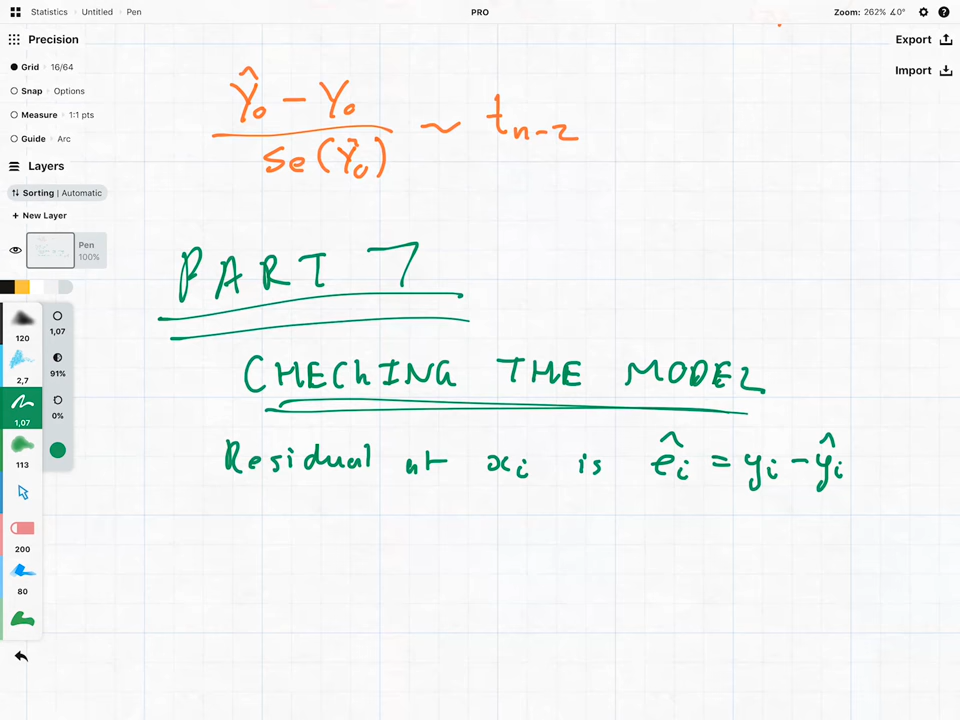 Statistics › Untitled › Pen
PRO
Zoom: 262% ∠0°
Precision
Grid › 16/64
Snap › Options
Measure › 1:1 pts
Guide › Arc
Layers
Sorting | Automatic
+ New Layer
Pen
100%
120
2,7
1,07
113
200
80
1,07
91%
0%
Export
Import
Ŷ₀ − Y₀
se(Ŷ₀)
~ tₙ₋₂
PART 7
CHECKING THE MODEL
Residual at xᵢ is êᵢ = yᵢ − ŷᵢ